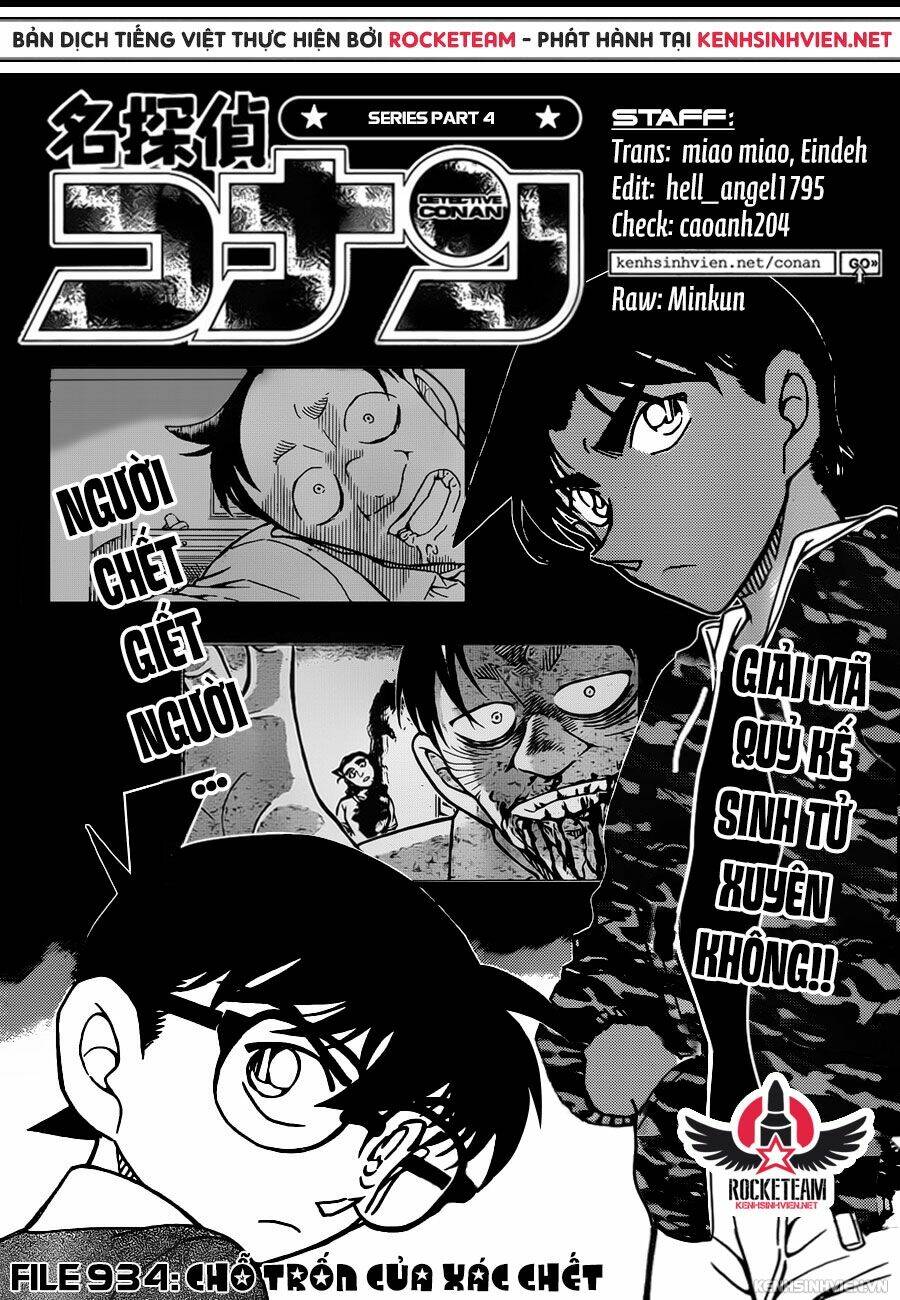 BẢN DỊCH TIẾNG VIỆT THỰC HIỆN BỞI ROCKETEAM - PHÁT HÀNH TẠI KENHSINHVIEN.NET
名探偵
SERIES PART 4
コナン
DETECTIVE
CONAN
STAFF:
Trans: miao miao, Eindeh
Edit: hell_angel1795
Check: caoanh204
kenhsinhvien.net/conan GO»
Raw: Minkun
NGƯỜI
CHẾT
GIẾT
NGƯỜI
...
GIẢI MÃ
QUỶ KẾ
SINH TỬ
XUYÊN
KHÔNG!!
ROCKETEAM
KENHSINHVIEN.NET
FILE 934: CHỖ TRỐN CỦA XÁC CHẾT
KENHSINHVIEN.VN